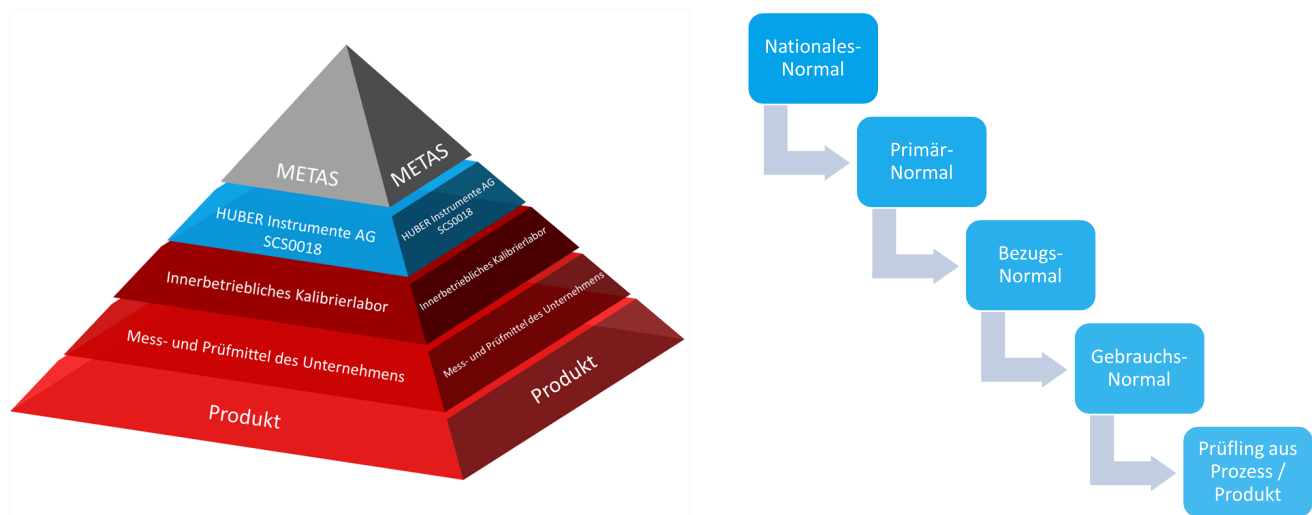 METAS
METAS
HUBER Instrumente AG
SCS0018
HUBER Instrumente AG
SCS0018
Innerbetriebliches Kalibrierlabor
Innerbetriebliches Kalibrierlabor
Mess- und Prüfmittel des Unternehmens
Mess- und Prüfmittel des Unternehmens
Produkt
Produkt
Nationales-
Normal
Primär-
Normal
Bezugs-
Normal
Gebrauchs-
Normal
Prüfling aus
Prozess /
Produkt